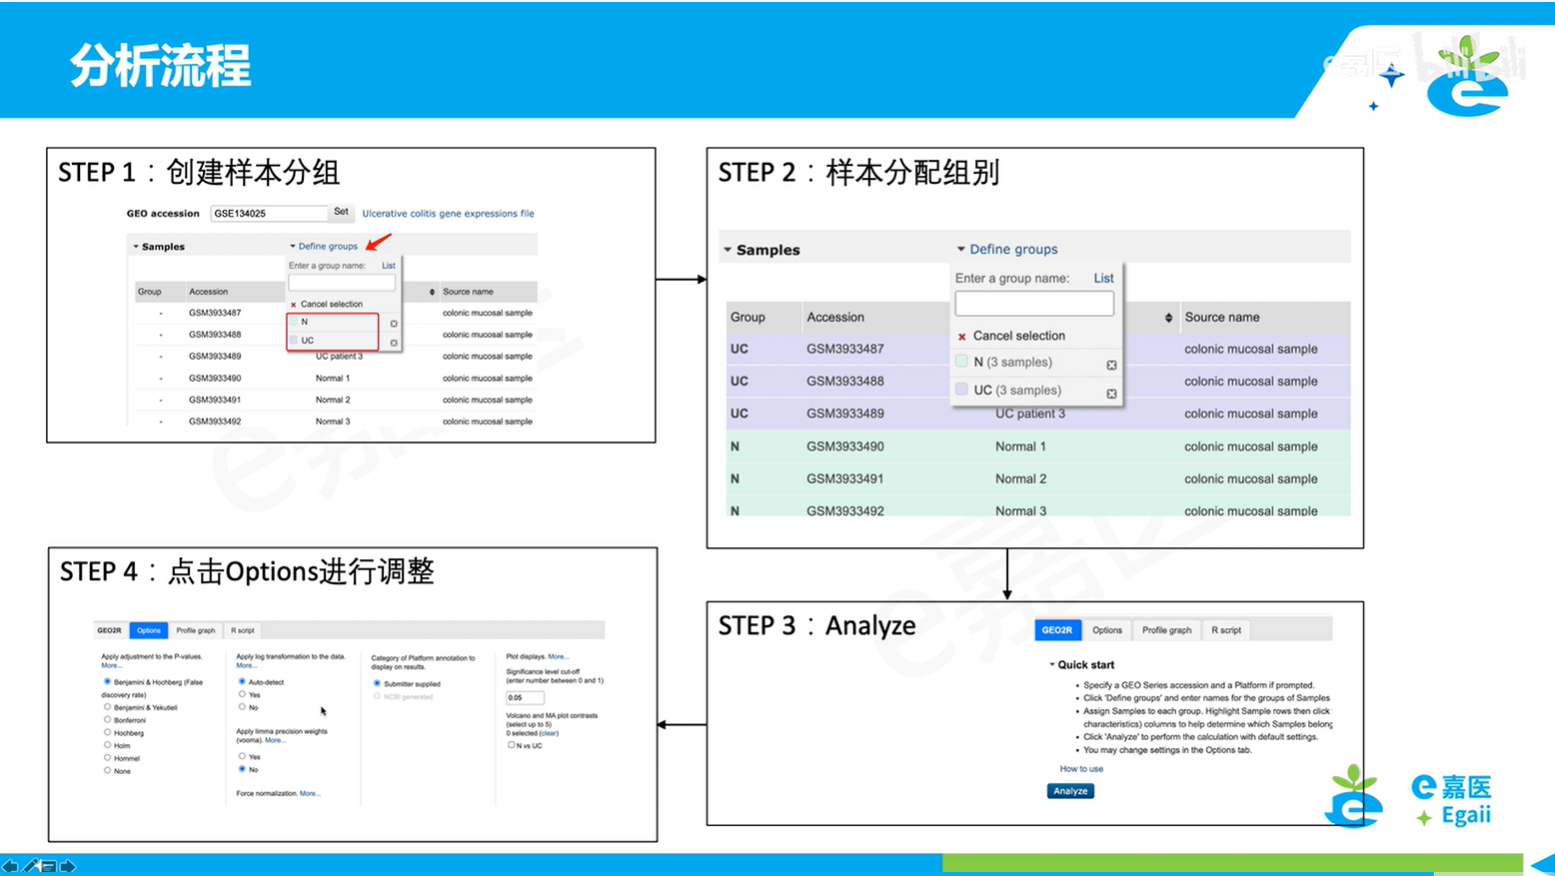 分析流程
e嘉医 bilibili
STEP 1：创建样本分组
GEO accession GSE134025 Set Ulcerative colitis gene expressions file
Samples Define groups
Enter a group name: List
Cancel selection
Group Accession Source name
N
UC
- GSM3933487 colonic mucosal sample
- GSM3933488 colonic mucosal sample
- GSM3933489 UC patient 3 colonic mucosal sample
- GSM3933490 Normal 1 colonic mucosal sample
- GSM3933491 Normal 2 colonic mucosal sample
- GSM3933492 Normal 3 colonic mucosal sample
STEP 2：样本分配组别
Samples Define groups
Enter a group name: List
Group Accession Source name
Cancel selection
N (3 samples)
UC (3 samples)
UC GSM3933487 colonic mucosal sample
UC GSM3933488 colonic mucosal sample
UC GSM3933489 UC patient 3 colonic mucosal sample
N GSM3933490 Normal 1 colonic mucosal sample
N GSM3933491 Normal 2 colonic mucosal sample
N GSM3933492 Normal 3 colonic mucosal sample
STEP 3：Analyze
GEO2R Options Profile graph R script
Quick start
• Specify a GEO Series accession and a Platform if prompted.
• Click 'Define groups' and enter names for the groups of Samples
• Assign Samples to each group. Highlight Sample rows then click
characteristics) columns to help determine which Samples belong
• Click 'Analyze' to perform the calculation with default settings.
• You may change settings in the Options tab.
How to use
Analyze
STEP 4：点击Options进行调整
GEO2R Options Profile graph R script
Apply adjustment to the P-values.
More...
Benjamini & Hochberg (False
discovery rate)
Benjamini & Yekutieli
Bonferroni
Hochberg
Holm
Hommel
None
Apply log transformation to the data.
More...
Auto-detect
Yes
No
Apply limma precision weights
(vooma). More...
Yes
No
Force normalization. More...
Category of Platform annotation to
display on results.
Submitter supplied
NCBI generated
Plot displays. More...
Significance level cut-off
(enter number between 0 and 1)
0.05
Volcano and MA plot contrasts
(select up to 5)
0 selected (clear)
N vs UC
e嘉医
Egaii